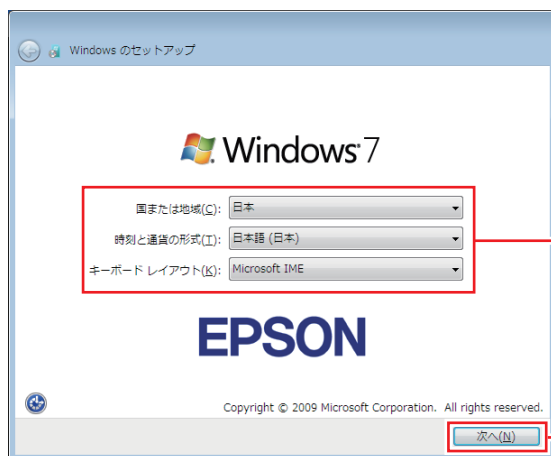 Windows のセットアップ
Windows 7
国または地域(C): 日本
時刻と通貨の形式(T): 日本語 (日本)
キーボード レイアウト(K): Microsoft IME
EPSON
Copyright © 2009 Microsoft Corporation. All rights reserved.
次へ(N)